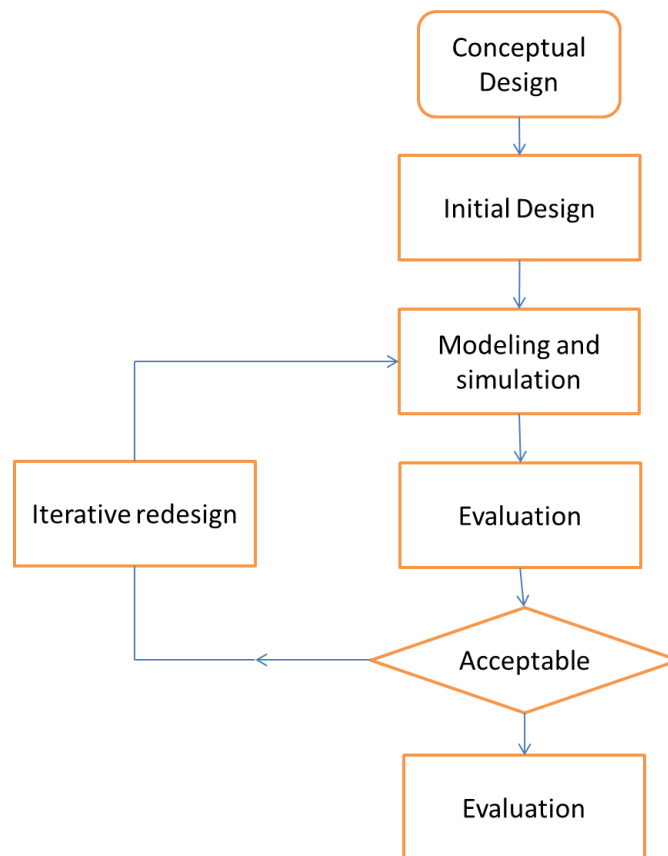 Conceptual
Design
Initial Design
Modeling and
simulation
Iterative redesign
Evaluation
Acceptable
Evaluation